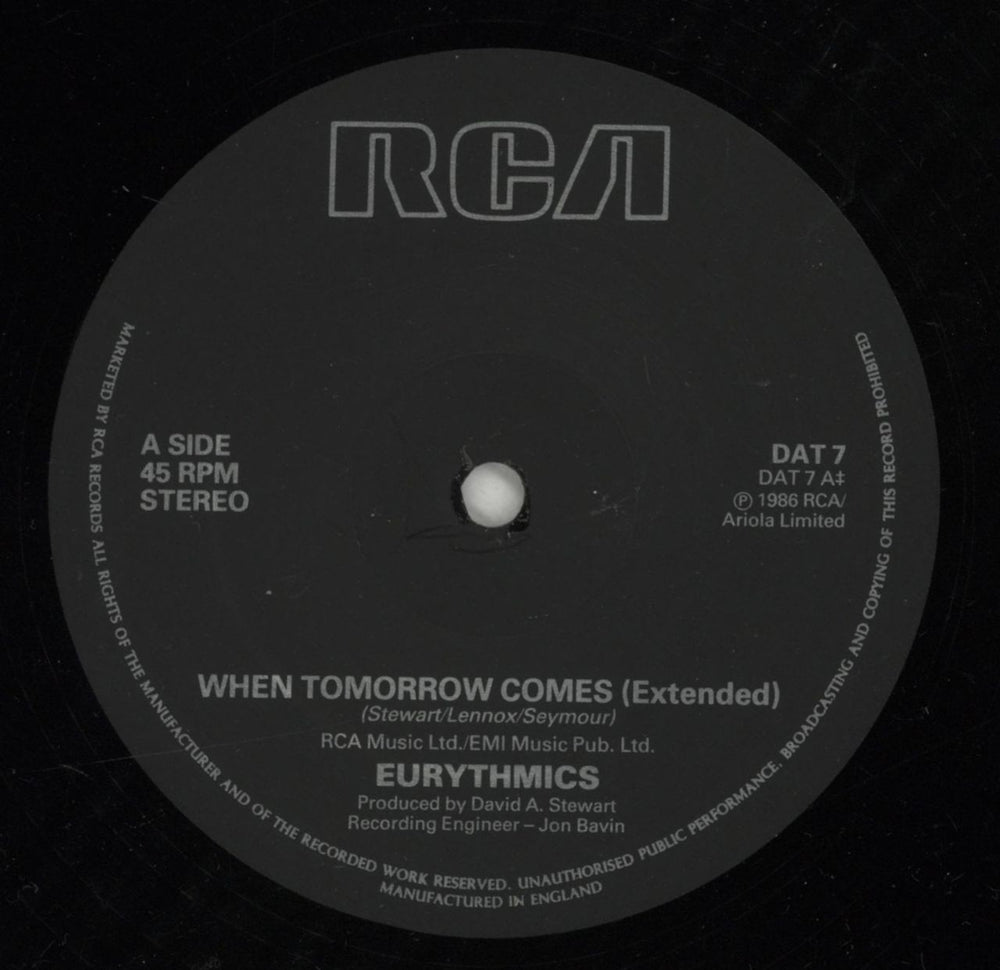 RCA
A SIDE
45 RPM
STEREO
DAT 7
DAT 7 A‡
Ⓟ 1986 RCA/
Ariola Limited
WHEN TOMORROW COMES (Extended)
(Stewart/Lennox/Seymour)
RCA Music Ltd./EMI Music Pub. Ltd.
EURYTHMICS
Produced by David A. Stewart
Recording Engineer – Jon Bavin
MARKETED BY RCA RECORDS ALL RIGHTS OF THE MANUFACTURER AND OF THE RECORDED WORK RESERVED. UNAUTHORISED PUBLIC PERFORMANCE, BROADCASTING AND COPYING OF THIS RECORD PROHIBITED
MANUFACTURED IN ENGLAND